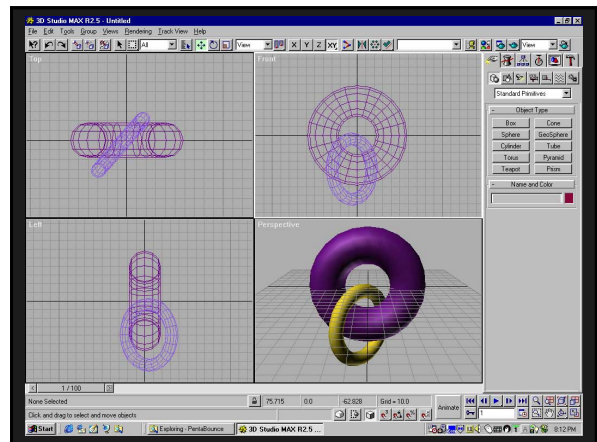 3D Studio MAX R2.5 - Untitled
File Edit Tools Group Views Rendering Track View Help
All View X Y Z XY View
Top
Front
Left
Perspective
Standard Primitives
- Object Type
Box Cone
Sphere GeoSphere
Cylinder Tube
Torus Pyramid
Teapot Prism
- Name and Color
< 1 / 100 >
None Selected 75.715 0.0 -62.828 Grid = 10.0 Animate
Click and drag to select and move objects 1
Start Exploring - PentaBounce 3D Studio MAX R2.5 ... 8:12 PM